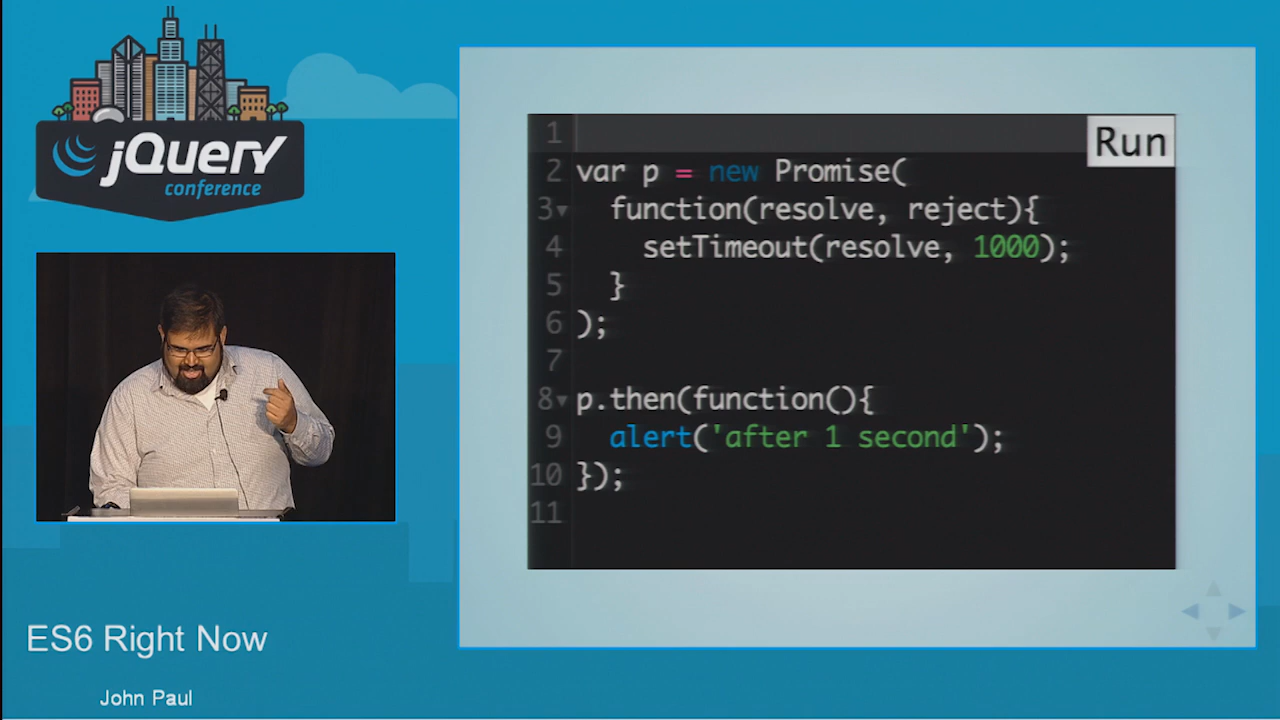 jQuery
conference
ES6 Right Now
John Paul
Run
1
2 var p = new Promise(
3 function(resolve, reject){
4 setTimeout(resolve, 1000);
5 }
6 );
7
8 p.then(function(){
9 alert('after 1 second');
10 });
11